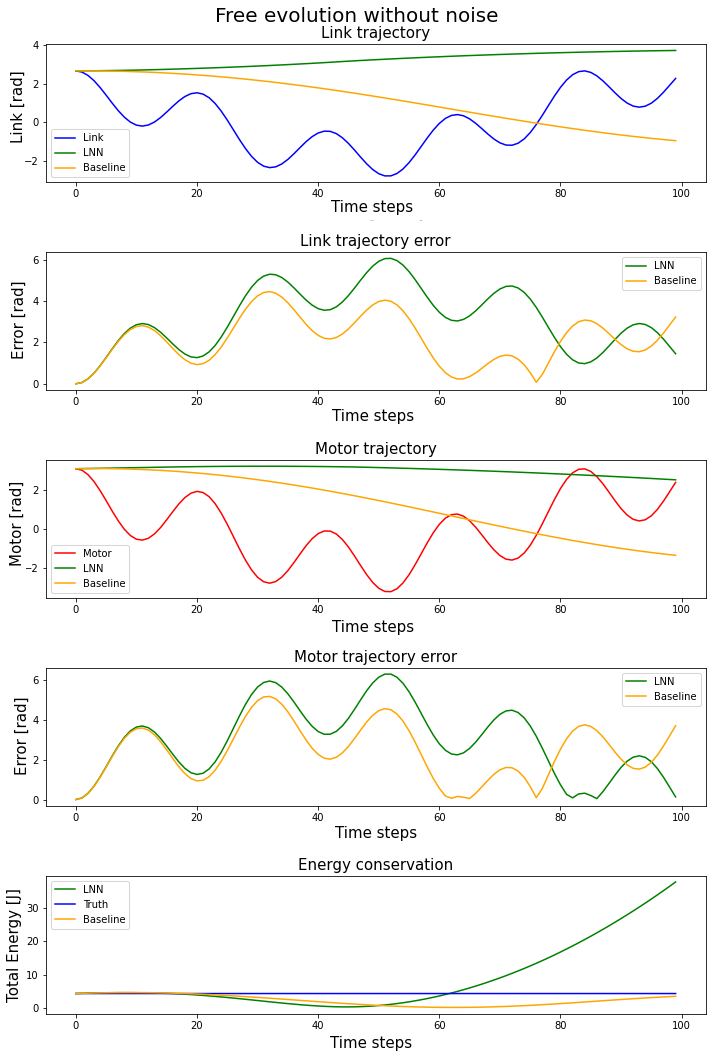 Free evolution without noise
Link trajectory
Link [rad]
4
2
0
−2
Link
LNN
Baseline
0 20 40 60 80 100
Time steps
Link trajectory error
Error [rad]
6
4
2
0
LNN
Baseline
0 20 40 60 80 100
Time steps
Motor trajectory
Motor [rad]
2
0
−2
Motor
LNN
Baseline
0 20 40 60 80 100
Time steps
Motor trajectory error
Error [rad]
6
4
2
0
LNN
Baseline
0 20 40 60 80 100
Time steps
Energy conservation
Total Energy [J]
30
20
10
0
LNN
Truth
Baseline
0 20 40 60 80 100
Time steps